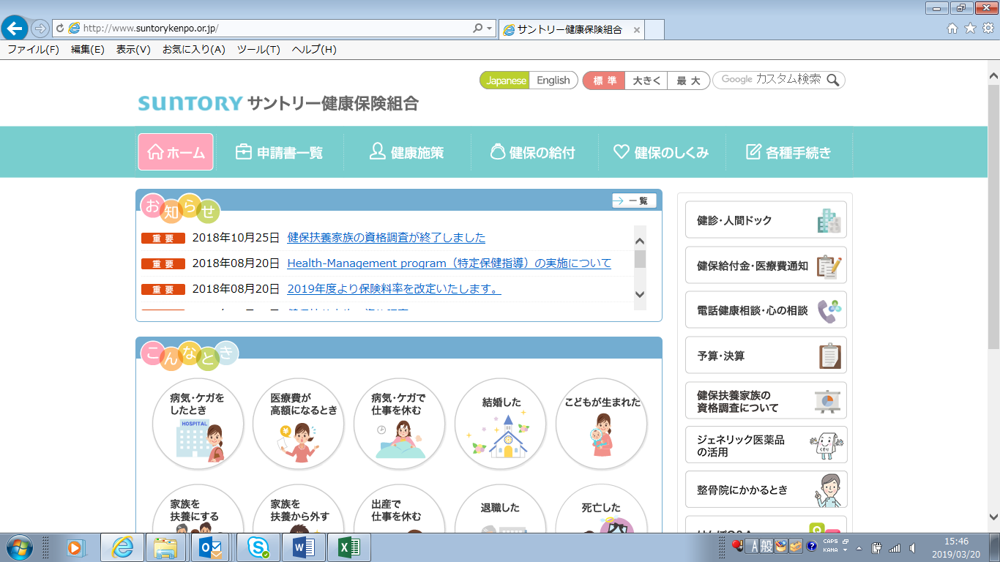 http://www.suntorykenpo.or.jp/
サントリー健康保険組合
ファイル(F) 編集(E) 表示(V) お気に入り(A) ツール(T) ヘルプ(H)
Japanese English 標準 大きく 最大 Google カスタム検索
SUNTORY サントリー健康保険組合
ホーム 申請書一覧 健康施策 健保の給付 健保のしくみ 各種手続き
お知らせ
一覧
重要 2018年10月25日 健保扶養家族の資格調査が終了しました
重要 2018年08月20日 Health-Management program（特定保健指導）の実施について
重要 2018年08月20日 2019年度より保険料率を改定いたします。
こんなとき
病気・ケガを
したとき
HOSPITAL
医療費が
高額になるとき
病気・ケガで
仕事を休む
結婚した
こどもが生まれた
家族を
扶養にする
家族を
扶養から外す
出産で
仕事を休む
退職した
死亡した
健診・人間ドック
健保給付金・医療費通知
電話健康相談・心の相談
予算・決算
健保扶養家族の
資格調査について
ジェネリック医薬品
の活用
くすり
整骨院にかかるとき
A 般
CAPS
KANA
15:46
2019/03/20